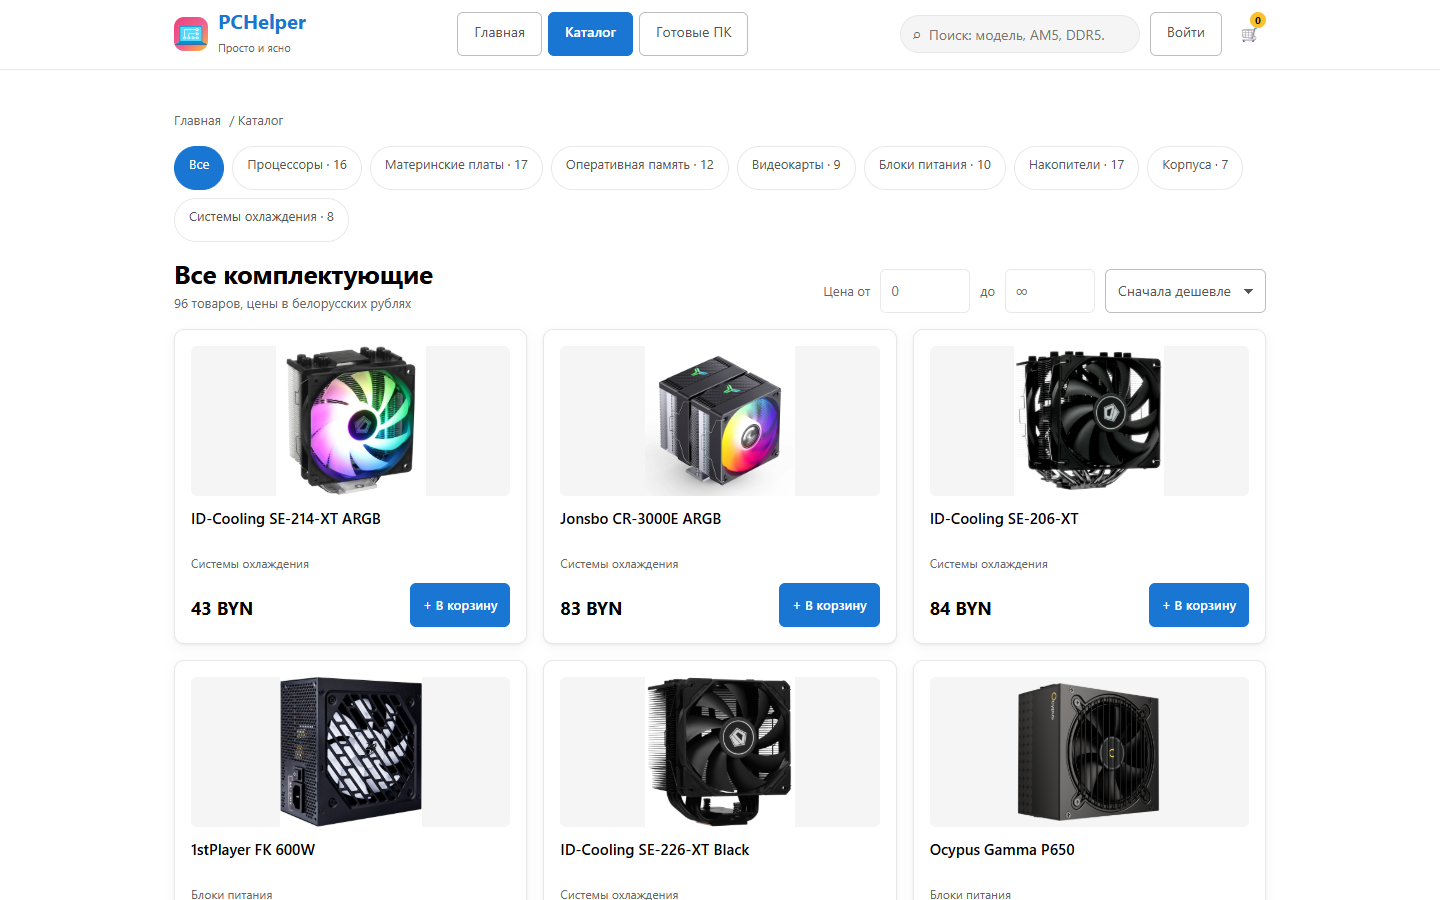 PCHelper
Просто и ясно
Главная
Каталог
Готовые ПК
Поиск: модель, AM5, DDR5.
Войти
0
Главная / Каталог
Все
Процессоры · 16
Материнские платы · 17
Оперативная память · 12
Видеокарты · 9
Блоки питания · 10
Накопители · 17
Корпуса · 7
Системы охлаждения · 8
Все комплектующие
96 товаров, цены в белорусских рублях
Цена от
0
до
∞
Сначала дешевле
ID-Cooling SE-214-XT ARGB
Системы охлаждения
43 BYN
+ В корзину
Jonsbo CR-3000E ARGB
Системы охлаждения
83 BYN
+ В корзину
ID-Cooling SE-206-XT
Системы охлаждения
84 BYN
+ В корзину
1stPlayer FK 600W
Блоки питания
ID-Cooling SE-226-XT Black
Системы охлаждения
Ocypus Gamma P650
Блоки питания